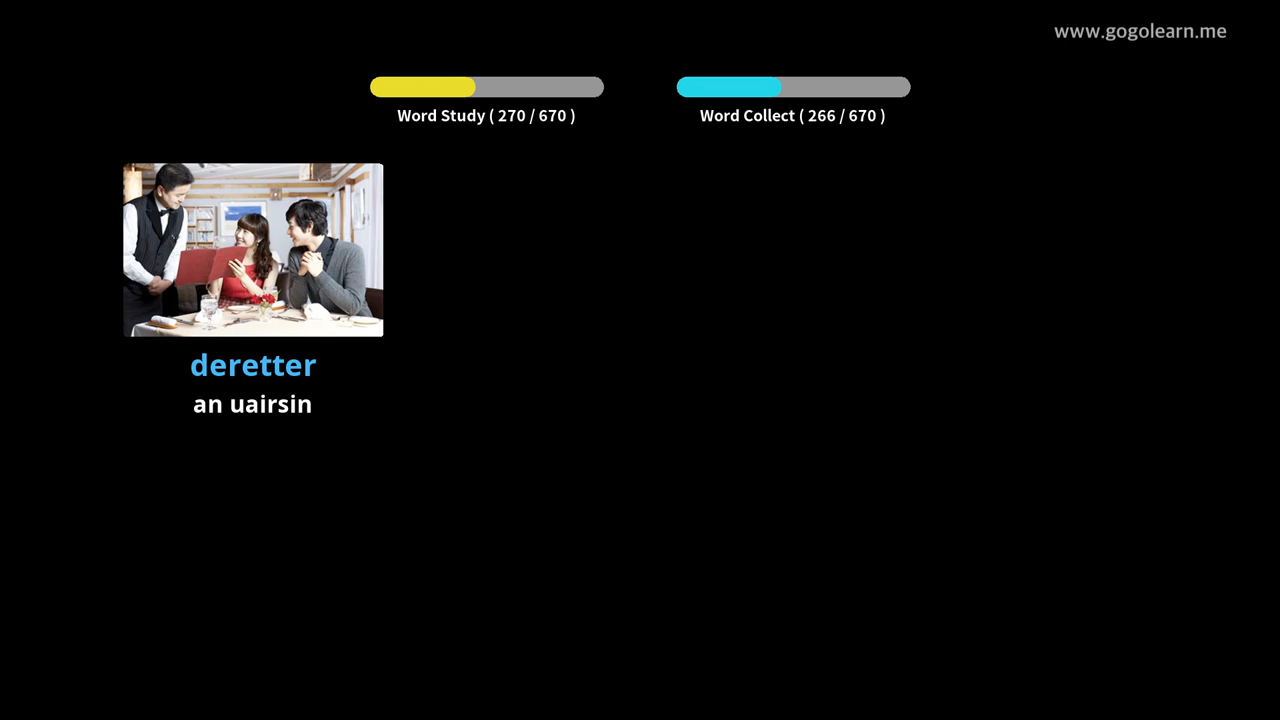 www.gogolearn.me
Word Study ( 270 / 670 )
Word Collect ( 266 / 670 )
deretter
an uairsin